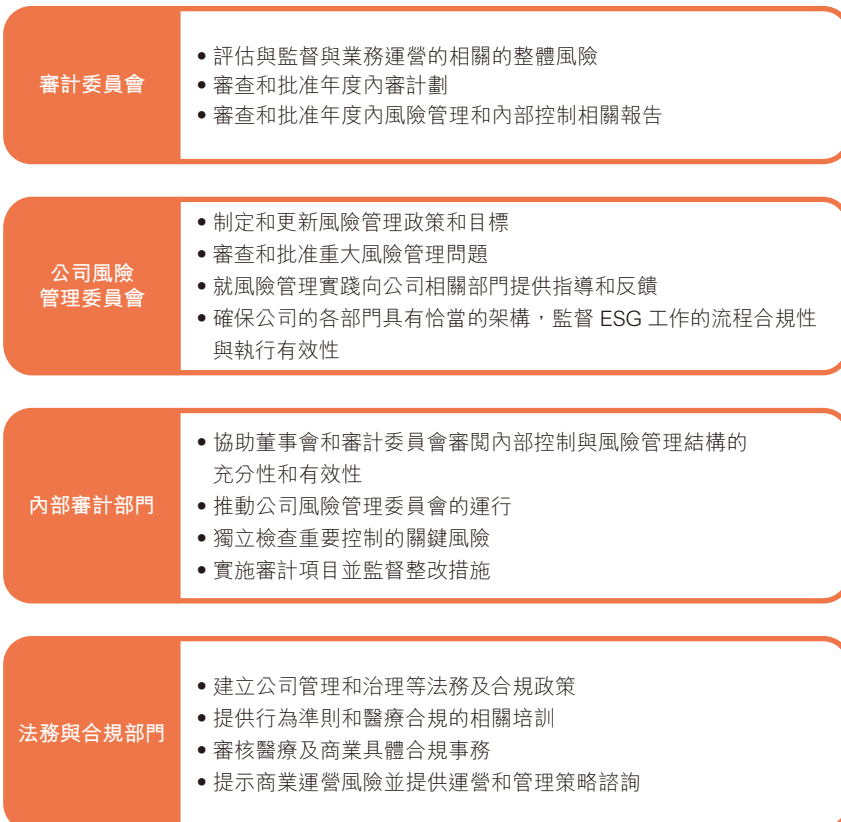 審計委員會
• 評估與監督與業務運營的相關的整體風險
• 審查和批准年度內審計劃
• 審查和批准年度內風險管理和內部控制相關報告
公司風險
管理委員會
• 制定和更新風險管理政策和目標
• 審查和批准重大風險管理問題
• 就風險管理實踐向公司相關部門提供指導和反饋
• 確保公司的各部門具有恰當的架構，監督 ESG 工作的流程合規性
與執行有效性
內部審計部門
• 協助董事會和審計委員會審閱內部控制與風險管理結構的
充分性和有效性
• 推動公司風險管理委員會的運行
• 獨立檢查重要控制的關鍵風險
• 實施審計項目並監督整改措施
法務與合規部門
• 建立公司管理和治理等法務及合規政策
• 提供行為準則和醫療合規的相關培訓
• 審核醫療及商業具體合規事務
• 提示商業運營風險並提供運營和管理策略諮詢